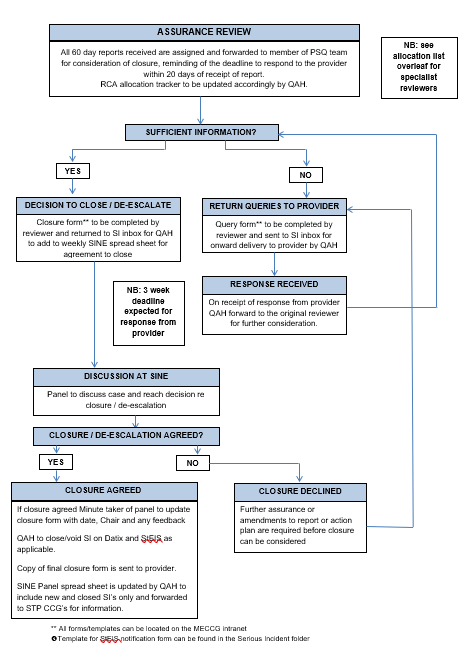 ASSURANCE REVIEW
All 60 day reports received are assigned and forwarded to member of PSQ team
for consideration of closure, reminding of the deadline to respond to the provider
within 20 days of receipt of report.
RCA allocation tracker to be updated accordingly by QAH.
NB: see
allocation list
overleaf for
specialist
reviewers
SUFFICIENT INFORMATION?
YES
NO
DECISION TO CLOSE / DE-ESCALATE
Closure form** to be completed by
reviewer and returned to SI inbox for QAH
to add to weekly SINE spread sheet for
agreement to close
RETURN QUERIES TO PROVIDER
Query form** to be completed by
reviewer and sent to SI inbox for
onward delivery to provider by QAH
NB: 3 week
deadline
expected for
response from
provider
RESPONSE RECEIVED
On receipt of response from provider
QAH forward to the original reviewer
for further consideration.
DISCUSSION AT SINE
Panel to discuss case and reach decision re
closure / de-escalation
CLOSURE / DE-ESCALATION AGREED?
YES
NO
CLOSURE AGREED
If closure agreed Minute taker of panel to update
closure form with date, Chair and any feedback
QAH to close/void SI on Datix and StEIS as
applicable.
Copy of final closure form is sent to provider.
SINE Panel spread sheet is updated by QAH to
include new and closed SI's only and forwarded
to STP CCG's for information.
CLOSURE DECLINED
Further assurance or
amendments to report or action
plan are required before closure
can be considered
** All forms/templates can be located on the MECCG intranet
✪Template for StEIS notification form can be found in the Serious Incident folder